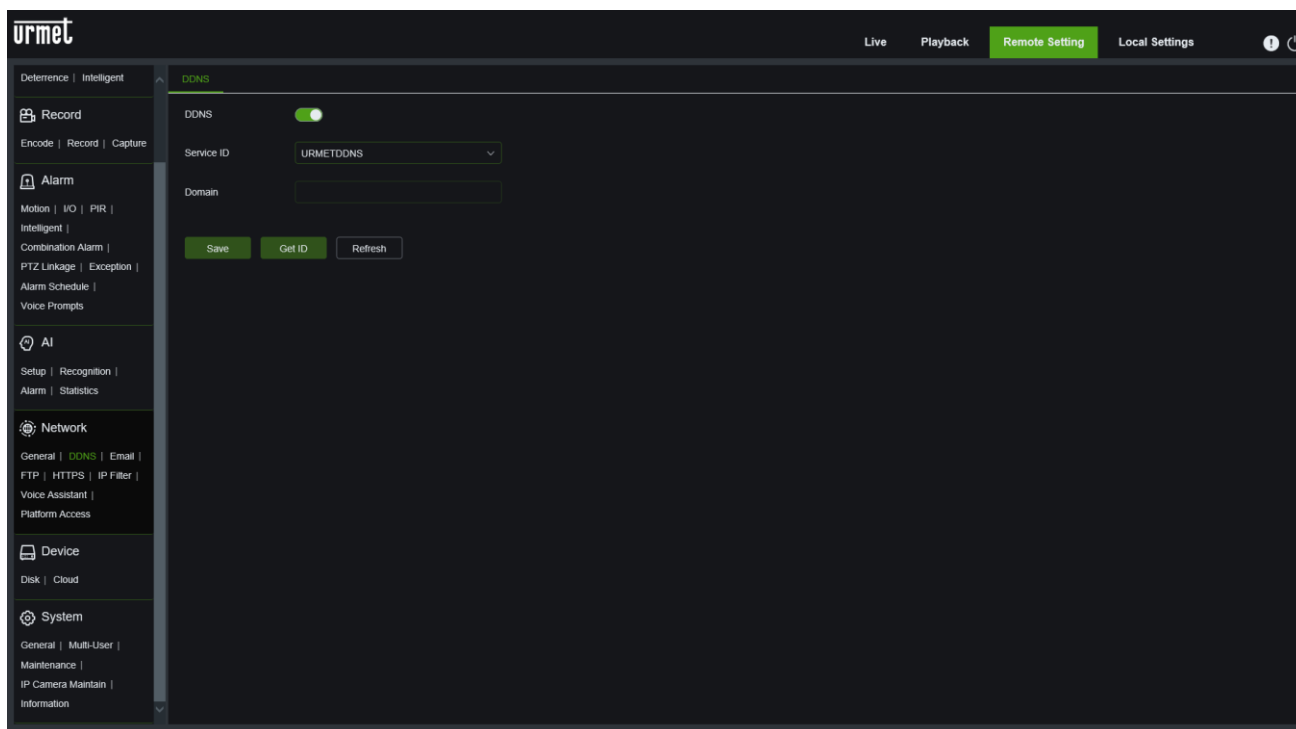 urmet
Live Playback Remote Setting Local Settings
Deterrence | Intelligent
Record
Encode | Record | Capture
Alarm
Motion | I/O | PIR |
Intelligent |
Combination Alarm |
PTZ Linkage | Exception |
Alarm Schedule |
Voice Prompts
AI
Setup | Recognition |
Alarm | Statistics
Network
General | DDNS | Email |
FTP | HTTPS | IP Filter |
Voice Assistant |
Platform Access
Device
Disk | Cloud
System
General | Multi-User |
Maintenance |
IP Camera Maintain |
Information
DDNS
DDNS
Service ID URMETDDNS
Domain
Save Get ID Refresh